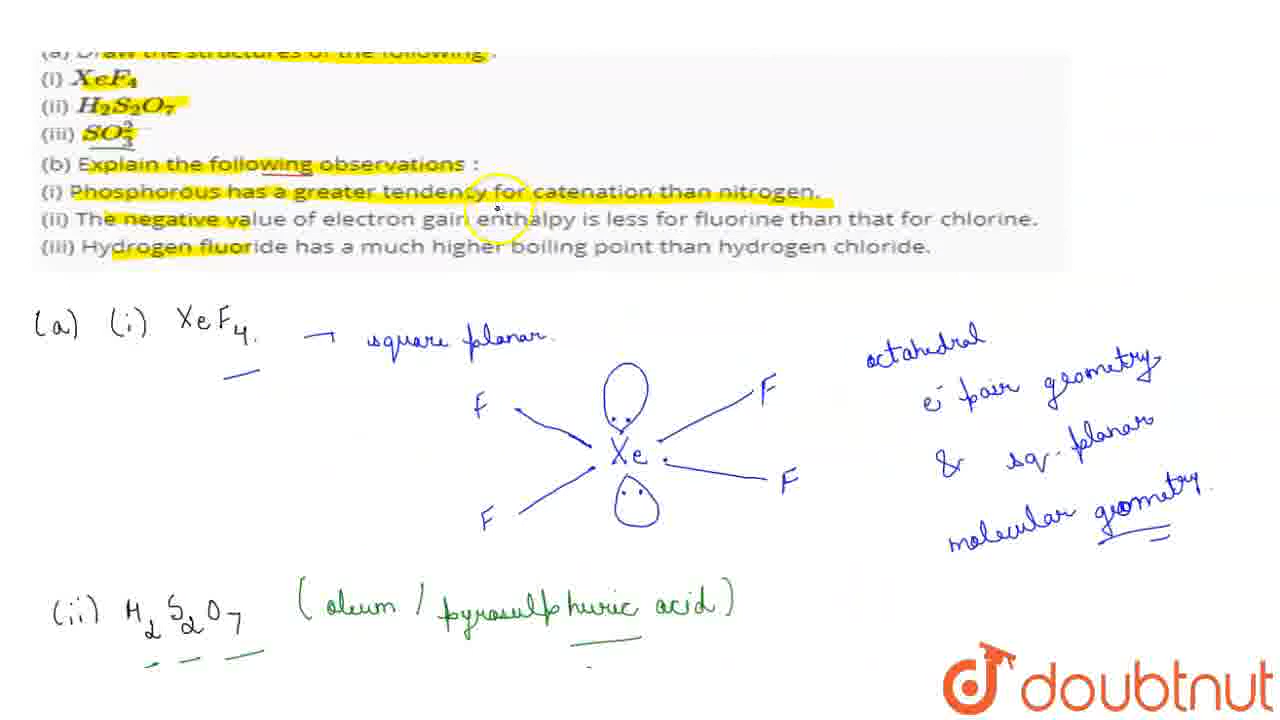 (a) Draw the structures of the following :
(i) XeF₄
(ii) H₂S₂O₇
(iii) SO₃²
(b) Explain the following observations :
(i) Phosphorous has a greater tendency for catenation than nitrogen.
(ii) The negative value of electron gain enthalpy is less for fluorine than that for chlorine.
(iii) Hydrogen fluoride has a much higher boiling point than hydrogen chloride.
(a) (i) XeF₄. → square planar.
F F
Xe
F F
octahedral
e⁻ pair geometry
& sq. planar
molecular geometry.
(ii) H₂S₂O₇ (oleum / pyrosulphuric acid)
doubtnut